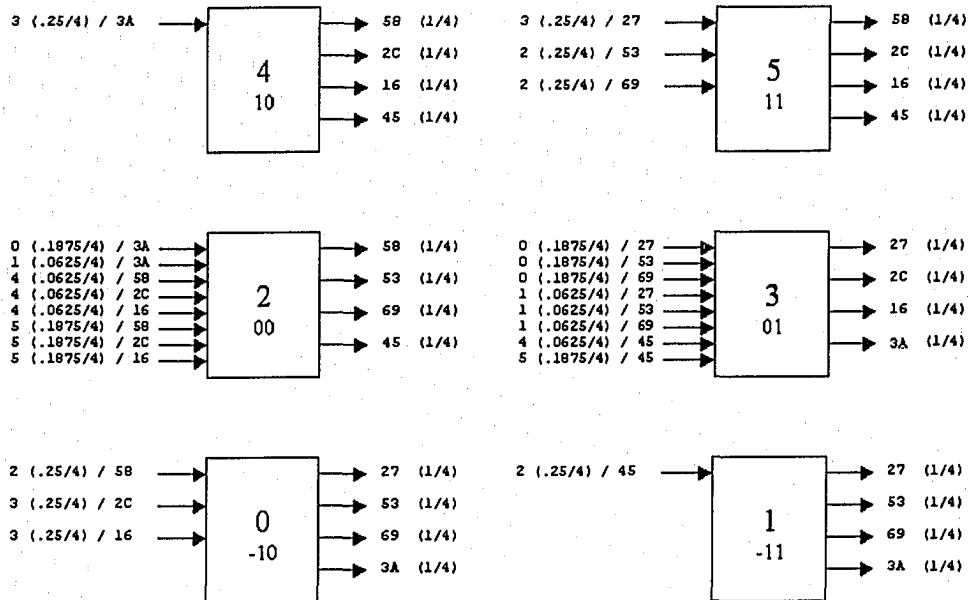 3 (.25/4) / 3A
4
10
58 (1/4)
2C (1/4)
16 (1/4)
45 (1/4)
3 (.25/4) / 27
2 (.25/4) / 53
2 (.25/4) / 69
5
11
58 (1/4)
2C (1/4)
16 (1/4)
45 (1/4)
0 (.1875/4) / 3A
1 (.0625/4) / 3A
4 (.0625/4) / 58
4 (.0625/4) / 2C
4 (.0625/4) / 16
5 (.1875/4) / 58
5 (.1875/4) / 2C
5 (.1875/4) / 16
2
00
58 (1/4)
53 (1/4)
69 (1/4)
45 (1/4)
0 (.1875/4) / 27
0 (.1875/4) / 53
0 (.1875/4) / 69
1 (.0625/4) / 27
1 (.0625/4) / 53
1 (.0625/4) / 69
4 (.0625/4) / 45
5 (.1875/4) / 45
3
01
27 (1/4)
2C (1/4)
16 (1/4)
3A (1/4)
2 (.25/4) / 58
3 (.25/4) / 2C
3 (.25/4) / 16
0
-10
27 (1/4)
53 (1/4)
69 (1/4)
3A (1/4)
2 (.25/4) / 45
1
-11
27 (1/4)
53 (1/4)
69 (1/4)
3A (1/4)